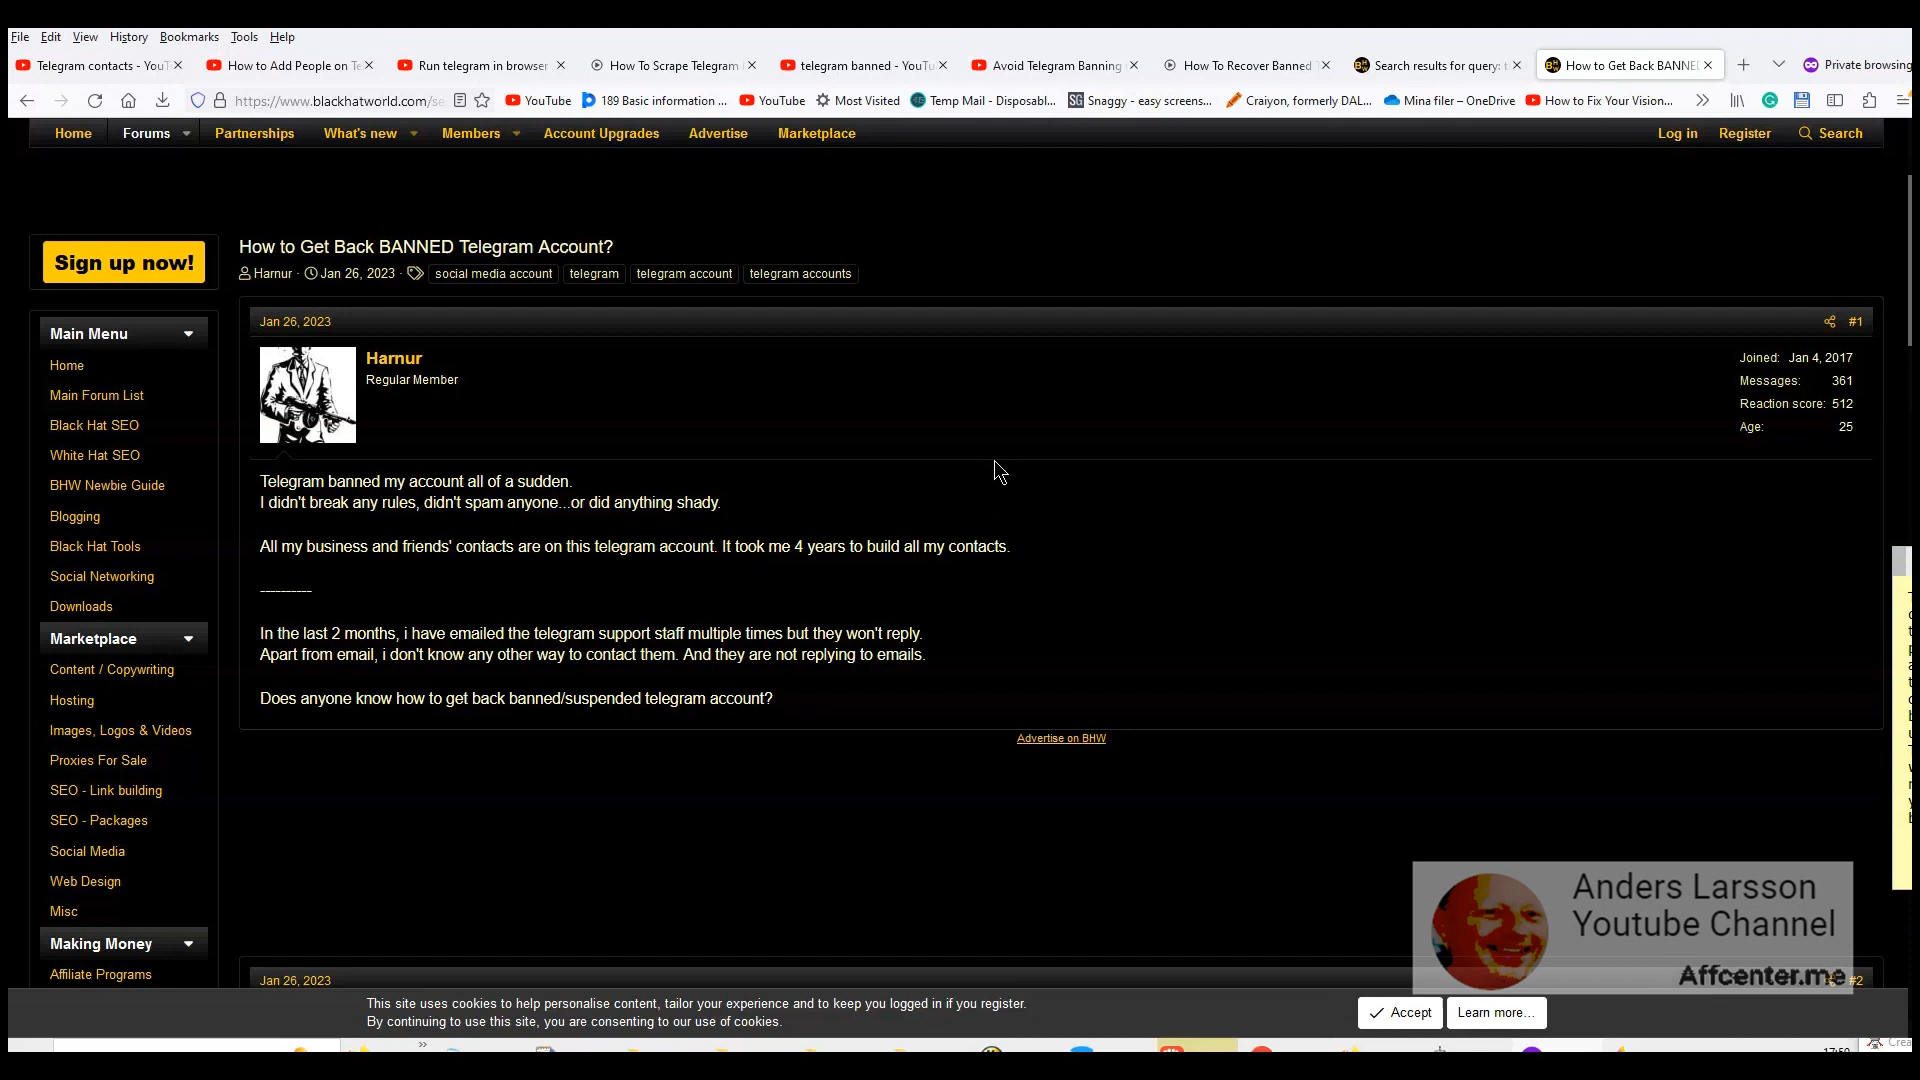 File Edit View History Bookmarks Tools Help
Telegram contacts - YouT
How to Add People on Te
Run telegram in browser
How To Scrape Telegram
telegram banned - YouTu
Avoid Telegram Banning
How To Recover Banned T
Search results for query: t
How to Get Back BANNED
Private browsing
https://www.blackhatworld.com/se
YouTube
189 Basic information ...
YouTube
Most Visited
Temp Mail - Disposabl...
Snaggy - easy screens...
Craiyon, formerly DAL...
Mina filer – OneDrive
How to Fix Your Vision...
Home Forums Partnerships What's new Members Account Upgrades Advertise Marketplace Log in Register Search
Sign up now!
How to Get Back BANNED Telegram Account?
Harnur · Jan 26, 2023 · social media account telegram telegram account telegram accounts
Main Menu
Home
Main Forum List
Black Hat SEO
White Hat SEO
BHW Newbie Guide
Blogging
Black Hat Tools
Social Networking
Downloads
Marketplace
Content / Copywriting
Hosting
Images, Logos & Videos
Proxies For Sale
SEO - Link building
SEO - Packages
Social Media
Web Design
Misc
Making Money
Affiliate Programs
Jan 26, 2023 #1
Harnur
Regular Member
Joined: Jan 4, 2017
Messages: 361
Reaction score: 512
Age: 25
Telegram banned my account all of a sudden.
I didn't break any rules, didn't spam anyone...or did anything shady.
All my business and friends' contacts are on this telegram account. It took me 4 years to build all my contacts.
----------
In the last 2 months, i have emailed the telegram support staff multiple times but they won't reply.
Apart from email, i don't know any other way to contact them. And they are not replying to emails.
Does anyone know how to get back banned/suspended telegram account?
Advertise on BHW
Anders Larsson
Youtube Channel
Affcenter.me
Jan 26, 2023 #2
This site uses cookies to help personalise content, tailor your experience and to keep you logged in if you register.
By continuing to use this site, you are consenting to our use of cookies.
Accept
Learn more...